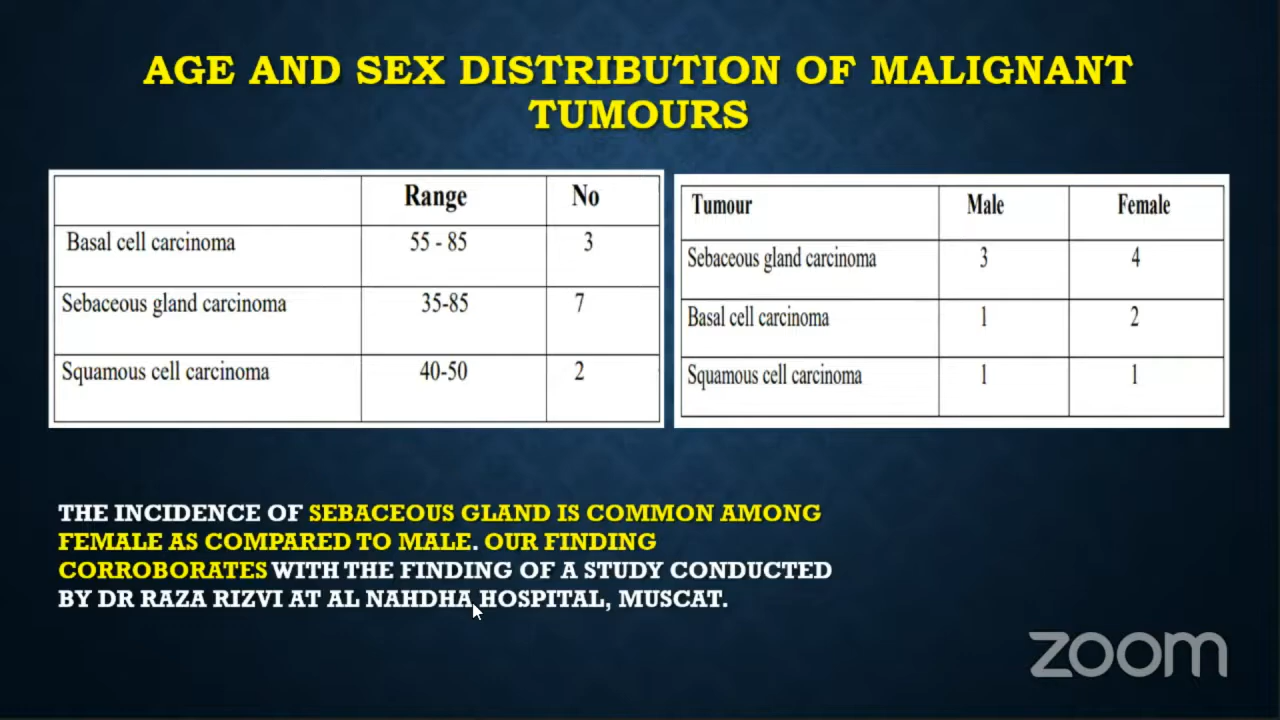 AGE AND SEX DISTRIBUTION OF MALIGNANT
TUMOURS
Range No
Basal cell carcinoma 55 - 85 3
Sebaceous gland carcinoma 35-85 7
Squamous cell carcinoma 40-50 2
Tumour Male Female
Sebaceous gland carcinoma 3 4
Basal cell carcinoma 1 2
Squamous cell carcinoma 1 1
THE INCIDENCE OF SEBACEOUS GLAND IS COMMON AMONG
FEMALE AS COMPARED TO MALE. OUR FINDING
CORROBORATES WITH THE FINDING OF A STUDY CONDUCTED
BY DR RAZA RIZVI AT AL NAHDHA HOSPITAL, MUSCAT.
zoom